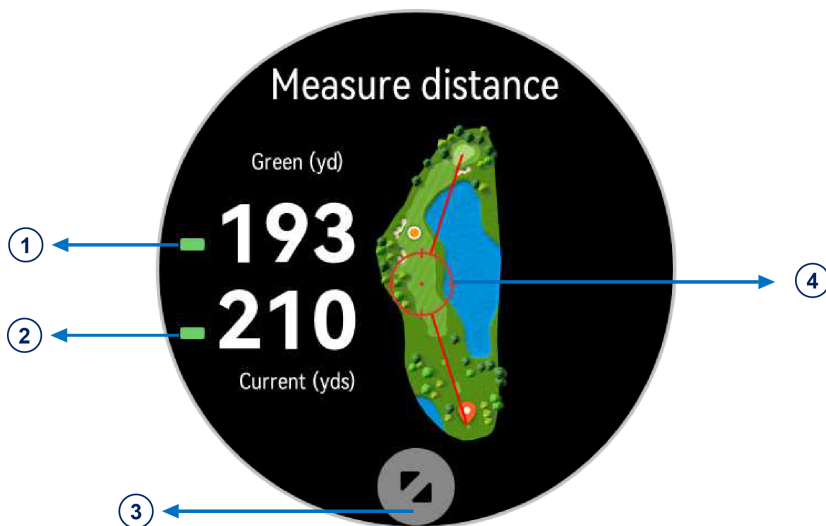 Measure distance
Green (yd)
1
193
2
210
4
Current (yds)
3